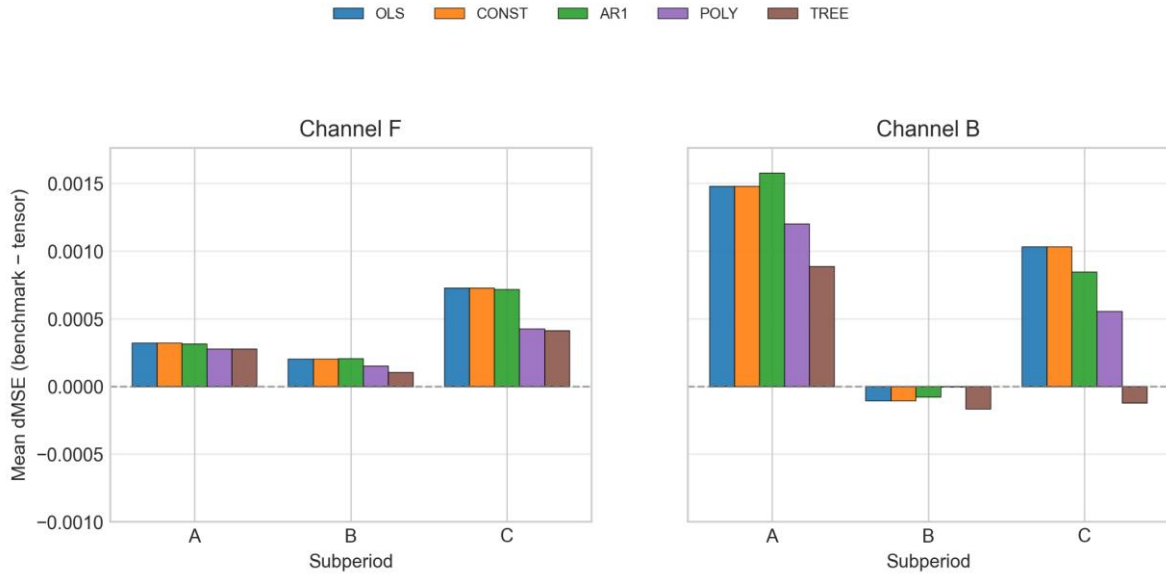 OLS CONST AR1 POLY TREE
Channel F
Channel B
Mean dMSE (benchmark − tensor)
0.0015
0.0010
0.0005
0.0000
−0.0005
−0.0010
A B C
Subperiod
A B C
Subperiod